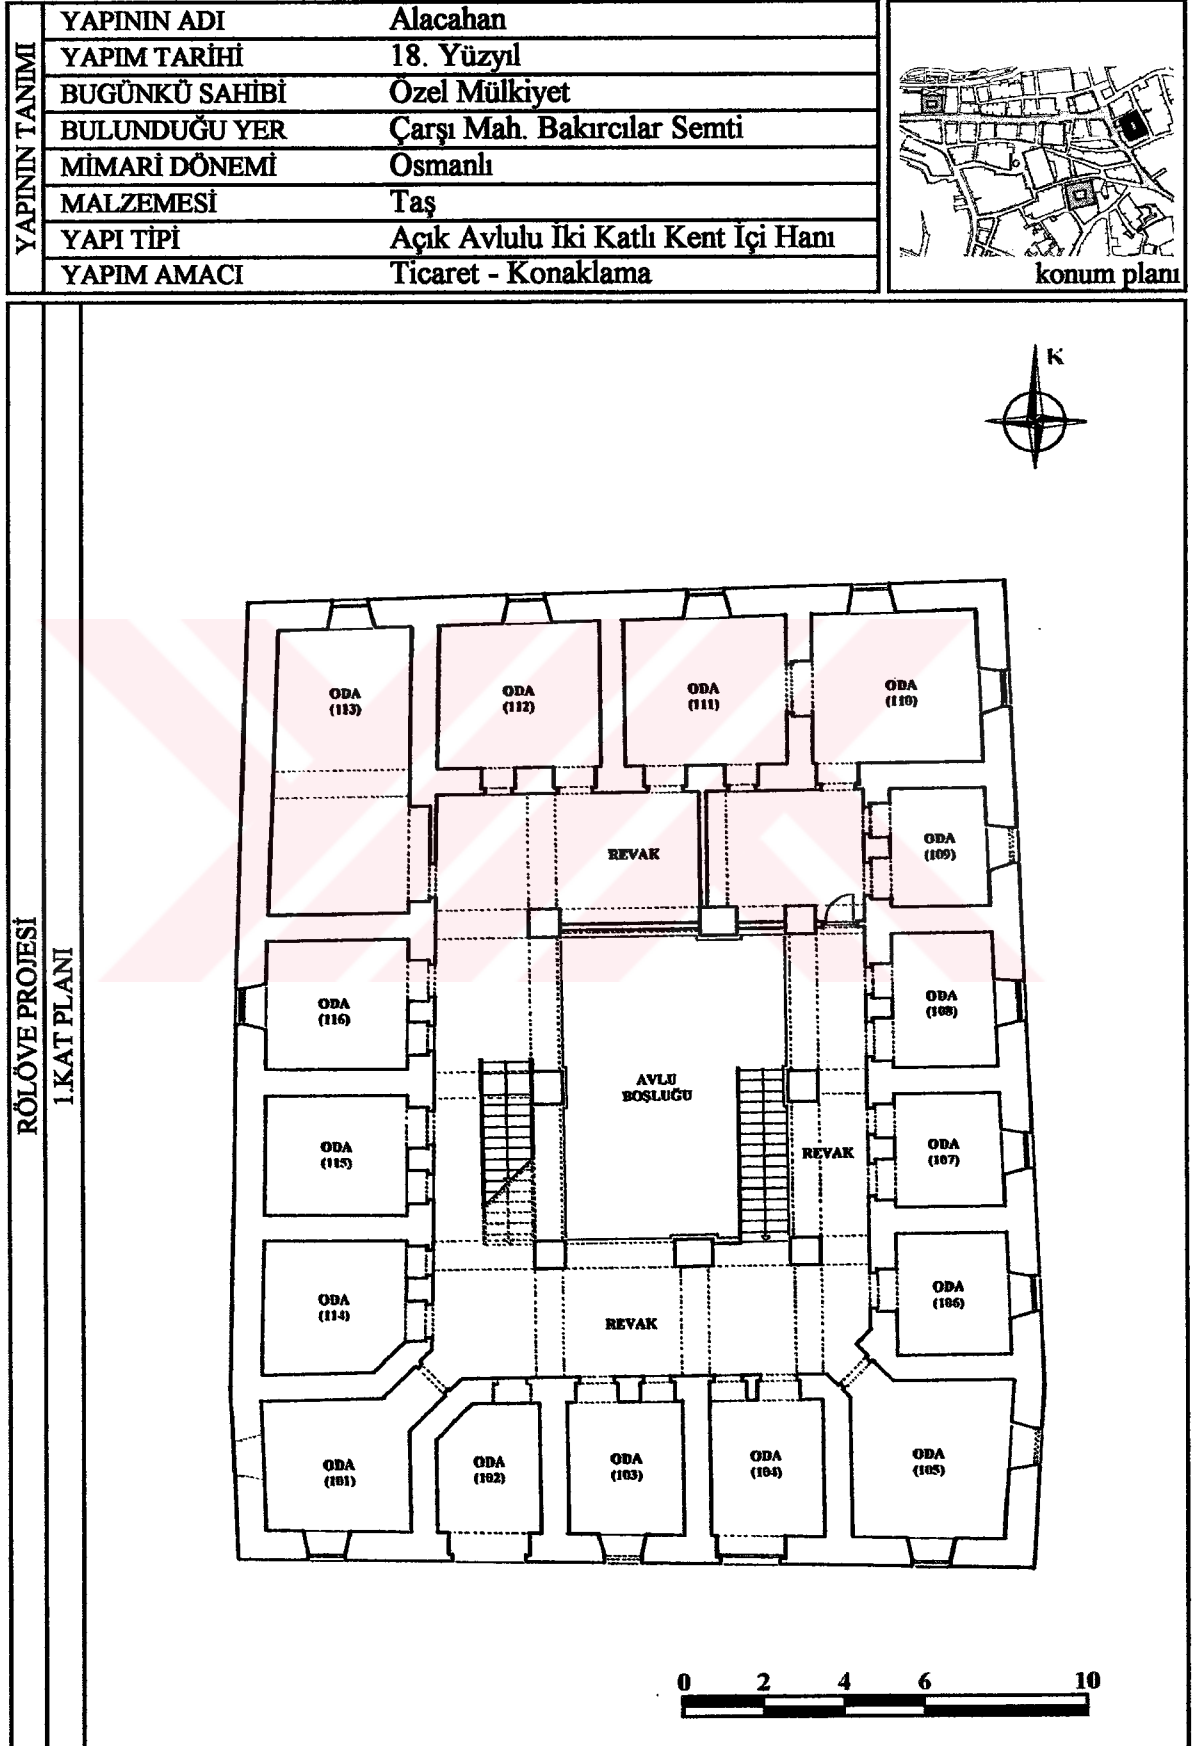 YAPININ TANIMI
YAPININ ADI Alacahan
YAPIM TARİHİ 18. Yüzyıl
BUGÜNKÜ SAHİBİ Özel Mülkiyet
BULUNDUĞU YER Çarşı Mah. Bakırcılar Semti
MİMARİ DÖNEMİ Osmanlı
MALZEMESİ Taş
YAPI TİPİ Açık Avlulu İki Katlı Kent İçi Hanı
YAPIM AMACI Ticaret - Konaklama
konum planı
RÖLÖVE PROJESİ
1.KAT PLANI
K
ODA
(113)
ODA
(112)
ODA
(111)
ODA
(110)
REVAK
ODA
(109)
ODA
(116)
ODA
(108)
AVLU
BOŞLUĞU
ODA
(115)
REVAK
ODA
(107)
ODA
(114)
REVAK
ODA
(106)
ODA
(101)
ODA
(102)
ODA
(103)
ODA
(104)
ODA
(105)
0 2 4 6 10